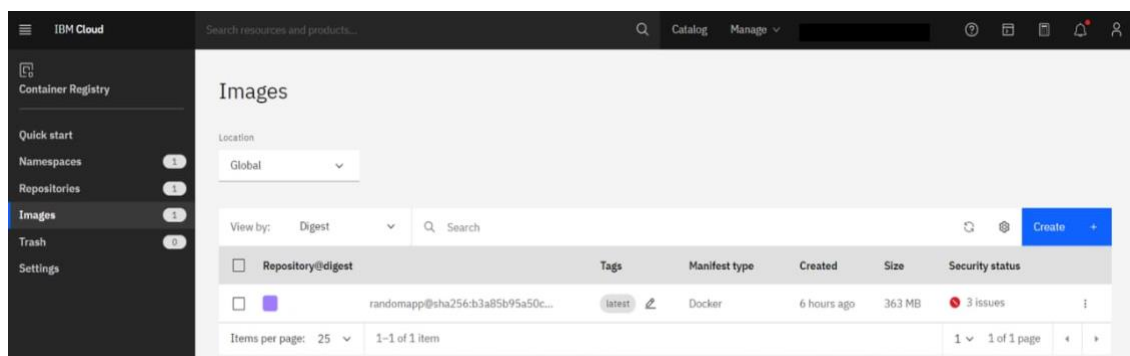 IBM Cloud
Search resources and products...
Catalog
Manage
Container Registry
Quick start
Namespaces 1
Repositories 1
Images 1
Trash 0
Settings
Images
Location
Global
View by: Digest
Search
Create +
Repository@digest Tags Manifest type Created Size Security status
randomapp@sha256:b3a85b95a50c... latest Docker 6 hours ago 363 MB 3 issues
Items per page: 25 1–1 of 1 item 1 1 of 1 page